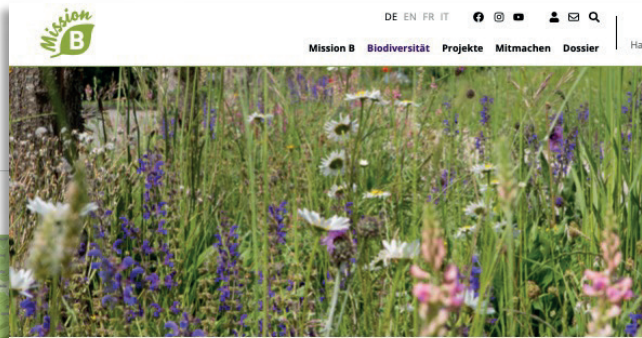 Mission
B
DE EN FR IT
Mission B Biodiversität Projekte Mitmachen Dossier